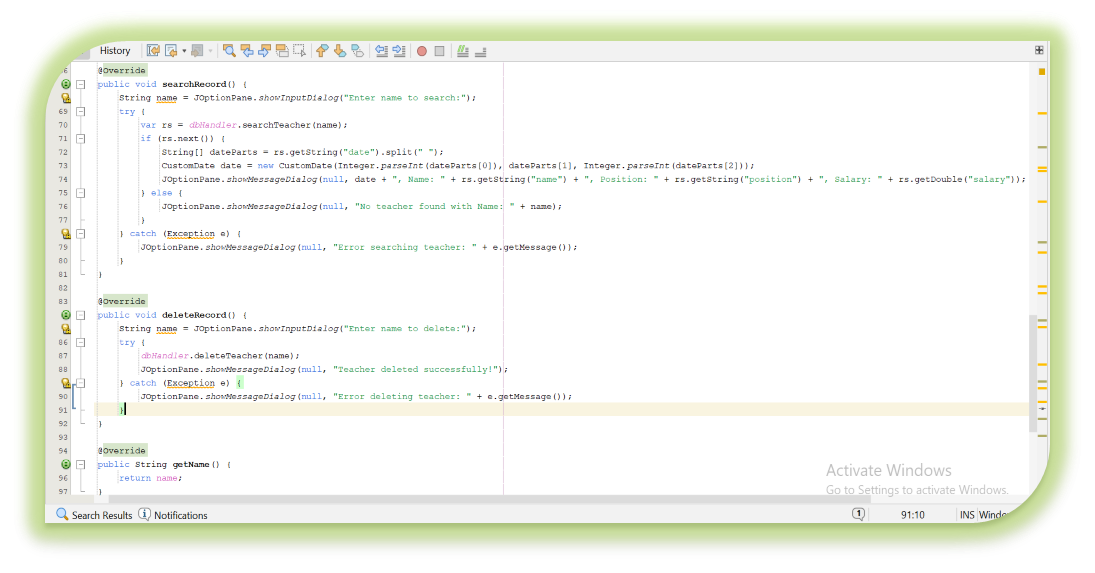 History
6 @Override
public void searchRecord() {
String name = JOptionPane.showInputDialog("Enter name to search:");
69 try {
70 var rs = dbHandler.searchTeacher(name);
71 if (rs.next()) {
72 String[] dateParts = rs.getString("date").split(" ");
73 CustomDate date = new CustomDate(Integer.parseInt(dateParts[0]), dateParts[1], Integer.parseInt(dateParts[2]));
74 JOptionPane.showMessageDialog(null, date + ", Name: " + rs.getString("name") + ", Position: " + rs.getString("position") + ", Salary: " + rs.getDouble("salary"));
75 } else {
76 JOptionPane.showMessageDialog(null, "No teacher found with Name: " + name);
77 }
} catch (Exception e) {
79 JOptionPane.showMessageDialog(null, "Error searching teacher: " + e.getMessage());
80 }
81 }
82
83 @Override
public void deleteRecord() {
String name = JOptionPane.showInputDialog("Enter name to delete:");
86 try {
87 dbHandler.deleteTeacher(name);
88 JOptionPane.showMessageDialog(null, "Teacher deleted successfully!");
} catch (Exception e) {
90 JOptionPane.showMessageDialog(null, "Error deleting teacher: " + e.getMessage());
91 }
92 }
93
94 @Override
public String getName() {
96 return name;
97 }
Activate Windows
Go to Settings to activate Windows.
Search Results Notifications 1 91:10 INS Windo